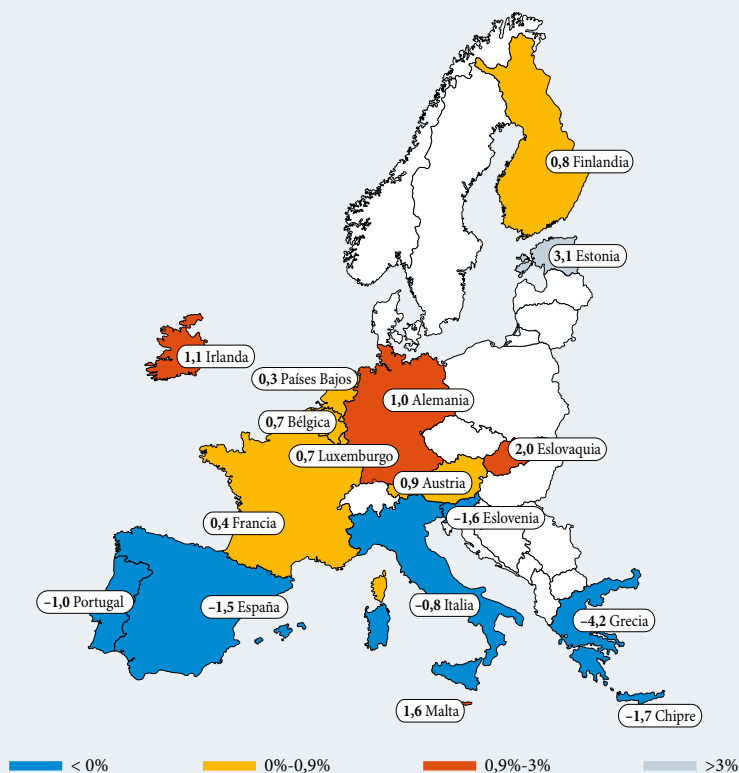 0,8 Finlandia
3,1 Estonia
1,1 Irlanda
0,3 Países Bajos
1,0 Alemania
0,7 Bélgica
2,0 Eslovaquia
0,7 Luxemburgo
0,9 Austria
–1,6 Eslovenia
0,4 Francia
–1,0 Portugal
–1,5 España
–0,8 Italia
–4,2 Grecia
1,6 Malta
–1,7 Chipre
< 0%
0%-0,9%
0,9%-3%
>3%